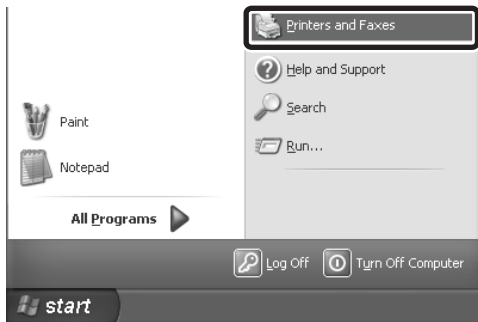 Printers and Faxes
Help and Support
Search
Run...
Paint
Notepad
All Programs
Log Off
Turn Off Computer
start